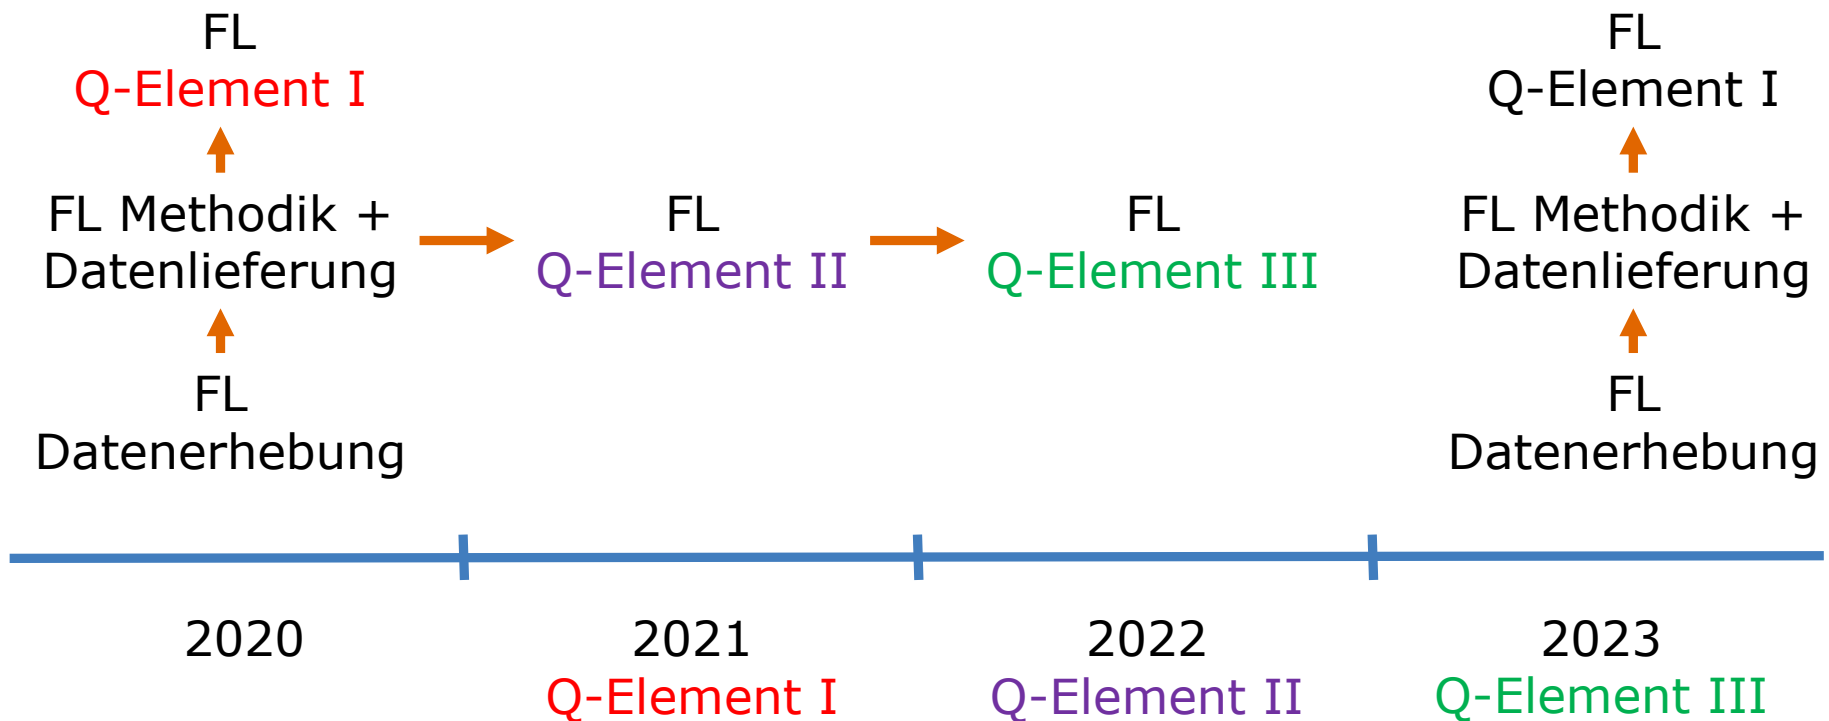 FL
Q-Element I
FL Methodik +
Datenlieferung
FL
Datenerhebung
FL
Q-Element II
FL
Q-Element III
FL
Q-Element I
FL Methodik +
Datenlieferung
FL
Datenerhebung
2020
2021
Q-Element I
2022
Q-Element II
2023
Q-Element III